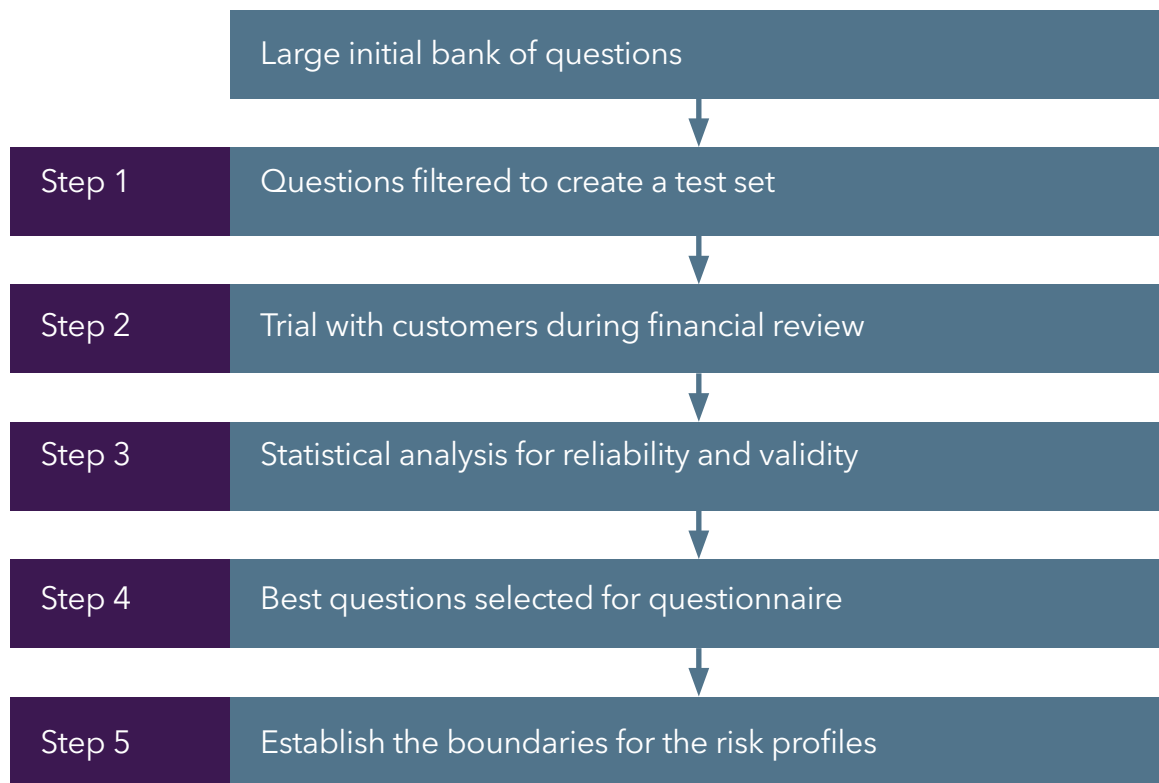 Large initial bank of questions
Step 1 Questions filtered to create a test set
Step 2 Trial with customers during financial review
Step 3 Statistical analysis for reliability and validity
Step 4 Best questions selected for questionnaire
Step 5 Establish the boundaries for the risk profiles